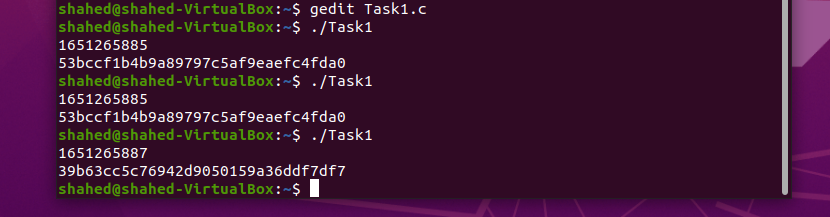 shahed@shahed-VirtualBox:~$ gedit Task1.c
shahed@shahed-VirtualBox:~$ ./Task1
1651265885
53bccf1b4b9a89797c5af9eaefc4fda0
shahed@shahed-VirtualBox:~$ ./Task1
1651265885
53bccf1b4b9a89797c5af9eaefc4fda0
shahed@shahed-VirtualBox:~$ ./Task1
1651265887
39b63cc5c76942d9050159a36ddf7df7
shahed@shahed-VirtualBox:~$